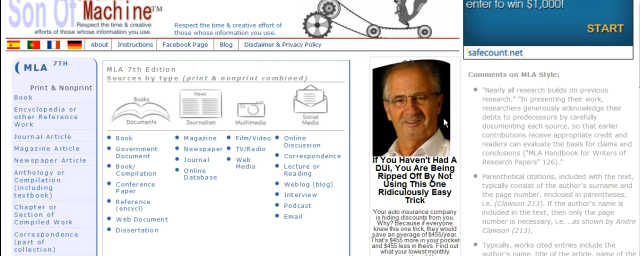 Son Of Machine™
Respect the time & creative
efforts of those whose information you use.
Respect the time & creative effort of
those whose information you use.
About Instructions Facebook Page Blog Disclaimer & Privacy Policy
enter to win $1,000!
START
safecount.net
(MLA 7TH
Print & Nonprint
Book
Encyclopedia or
other Reference
Work
Journal Article
Magazine Article
Newspaper Article
Anthology or
Compilation
(including
textbook)
Chapter or
Section of
Compiled Work
Correspondence
(part of
collection)
MLA 7th Edition
Sources by type (print & nonprint combined)
Books
Documents
News
Journalism
Multimedia
Social
Media
Book
Government
Document
Book/
Compilation
Conference
Paper
Reference
(encycl)
Web Document
Dissertation
Magazine
Newspaper
Journal
Online
Database
Film/Video
TV/Radio
Web
Media
Online
Discussion
Correspondence
Lecture or
Reading
Weblog (blog)
Interview
Podcast
Email
If You Haven't Had A
DUI, You Are Being
Ripped Off By Not
Using This One
Ridiculously Easy
Trick
Your auto insurance company
is hiding discounts from you.
Why? Because if everyone
knew this one trick, they would
save an average of $455/year.
That's $455 more in your pocket
and $455 less in theirs. Find out
what your lowest monthly
Comments on MLA Style:
"Nearly all research builds on previous
research." "In presenting their work,
researchers generously acknowledge their
debts to predecessors by carefully
documenting each source, so that earlier
contributions receive appropriate credit and
readers can evaluate the basis for claims and
conclusions ("MLA Handbook for Writers of
Research Papers" 126)."
Parenthetical citations, included with the text,
typically consist of the author's surname and
the page number, enclosed in parentheses,
i.e. (Clawson 213). If the author's name is
included in the text, then only the page
number is necessary, i.e. ..as shown by Andre
Clawson (213).
Typically, works cited entries include the
author's name, title of the article, name of the